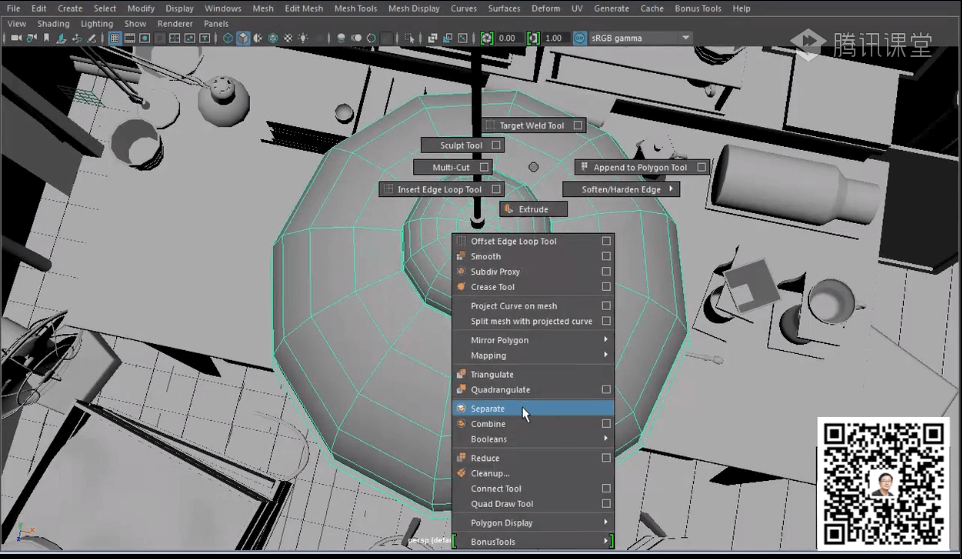 File Edit Create Select Modify Display Windows Mesh Edit Mesh Mesh Tools Mesh Display Curves Surfaces Deform UV Generate Cache Bonus Tools Help
View Shading Lighting Show Renderer Panels
0.00 1.00 sRGB gamma
腾讯课堂
Target Weld Tool
Sculpt Tool
Multi-Cut Append to Polygon Tool
Insert Edge Loop Tool Soften/Harden Edge
Extrude
Offset Edge Loop Tool
Smooth
Subdiv Proxy
Crease Tool
Project Curve on mesh
Split mesh with projected curve
Mirror Polygon
Mapping
Triangulate
Quadrangulate
Separate
Combine
Booleans
Reduce
Cleanup...
Connect Tool
Quad Draw Tool
Polygon Display
BonusTools